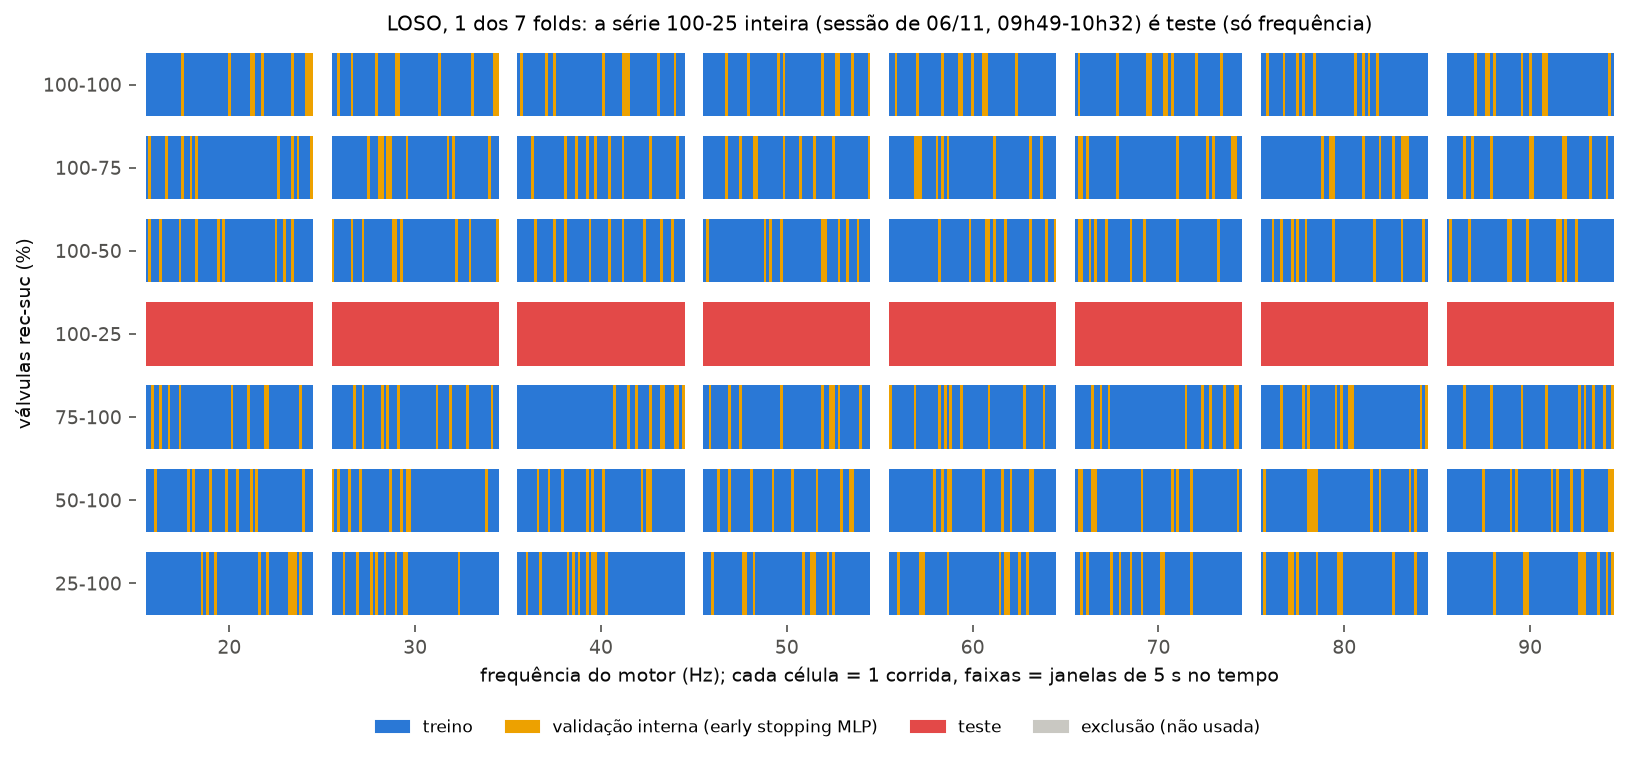 LOSO, 1 dos 7 folds: a série 100-25 inteira (sessão de 06/11, 09h49-10h32) é teste (só frequência)
válvulas rec-suc (%)
100-100
100-75
100-50
100-25
75-100
50-100
25-100
20 30 40 50 60 70 80 90
frequência do motor (Hz); cada célula = 1 corrida, faixas = janelas de 5 s no tempo
treino validação interna (early stopping MLP) teste exclusão (não usada)